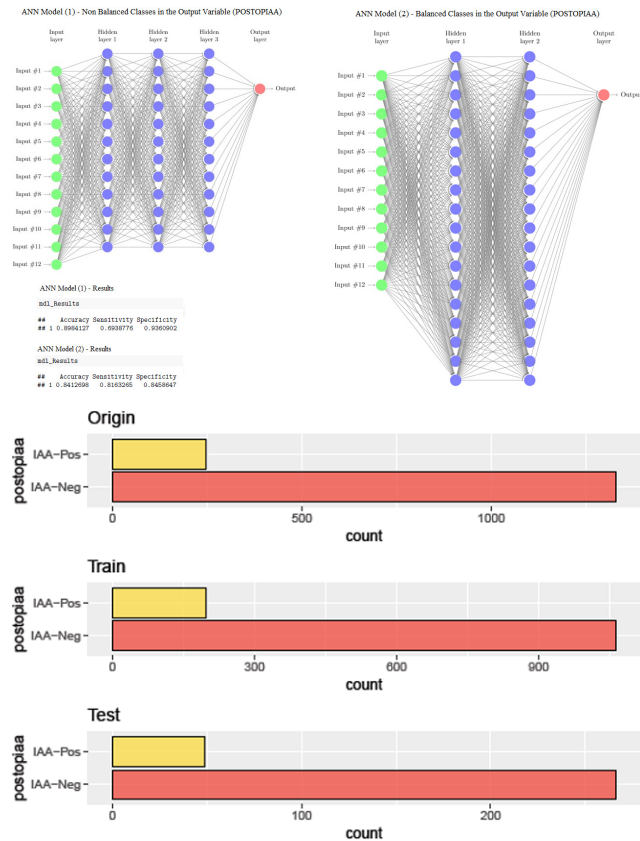 ANN Model (1) - Non Balanced Classes in the Output Variable (POSTOPIAA)
Input layer
Hidden layer 1
Hidden layer 2
Hidden layer 3
Output layer
Input #1
Input #2
Input #3
Input #4
Input #5
Input #6
Input #7
Input #8
Input #9
Input #10
Input #11
Input #12
Output
ANN Model (2) - Balanced Classes in the Output Variable (POSTOPIAA)
Input layer
Hidden layer 1
Hidden layer 2
Output layer
Input #1
Input #2
Input #3
Input #4
Input #5
Input #6
Input #7
Input #8
Input #9
Input #10
Input #11
Input #12
Outpu
ANN Model (1) - Results
mdl_Results
## Accuracy Sensitivity Specificity
## 1 0.8984127 0.6938776 0.9360902
ANN Model (2) - Results
mdl_Results
## Accuracy Sensitivity Specificity
## 1 0.8412698 0.8163265 0.8458647
Origin
postopiaa
IAA-Pos
IAA-Neg
0 500 1000
count
Train
postopiaa
IAA-Pos
IAA-Neg
0 300 600 900
count
Test
postopiaa
IAA-Pos
IAA-Neg
0 100 200
count